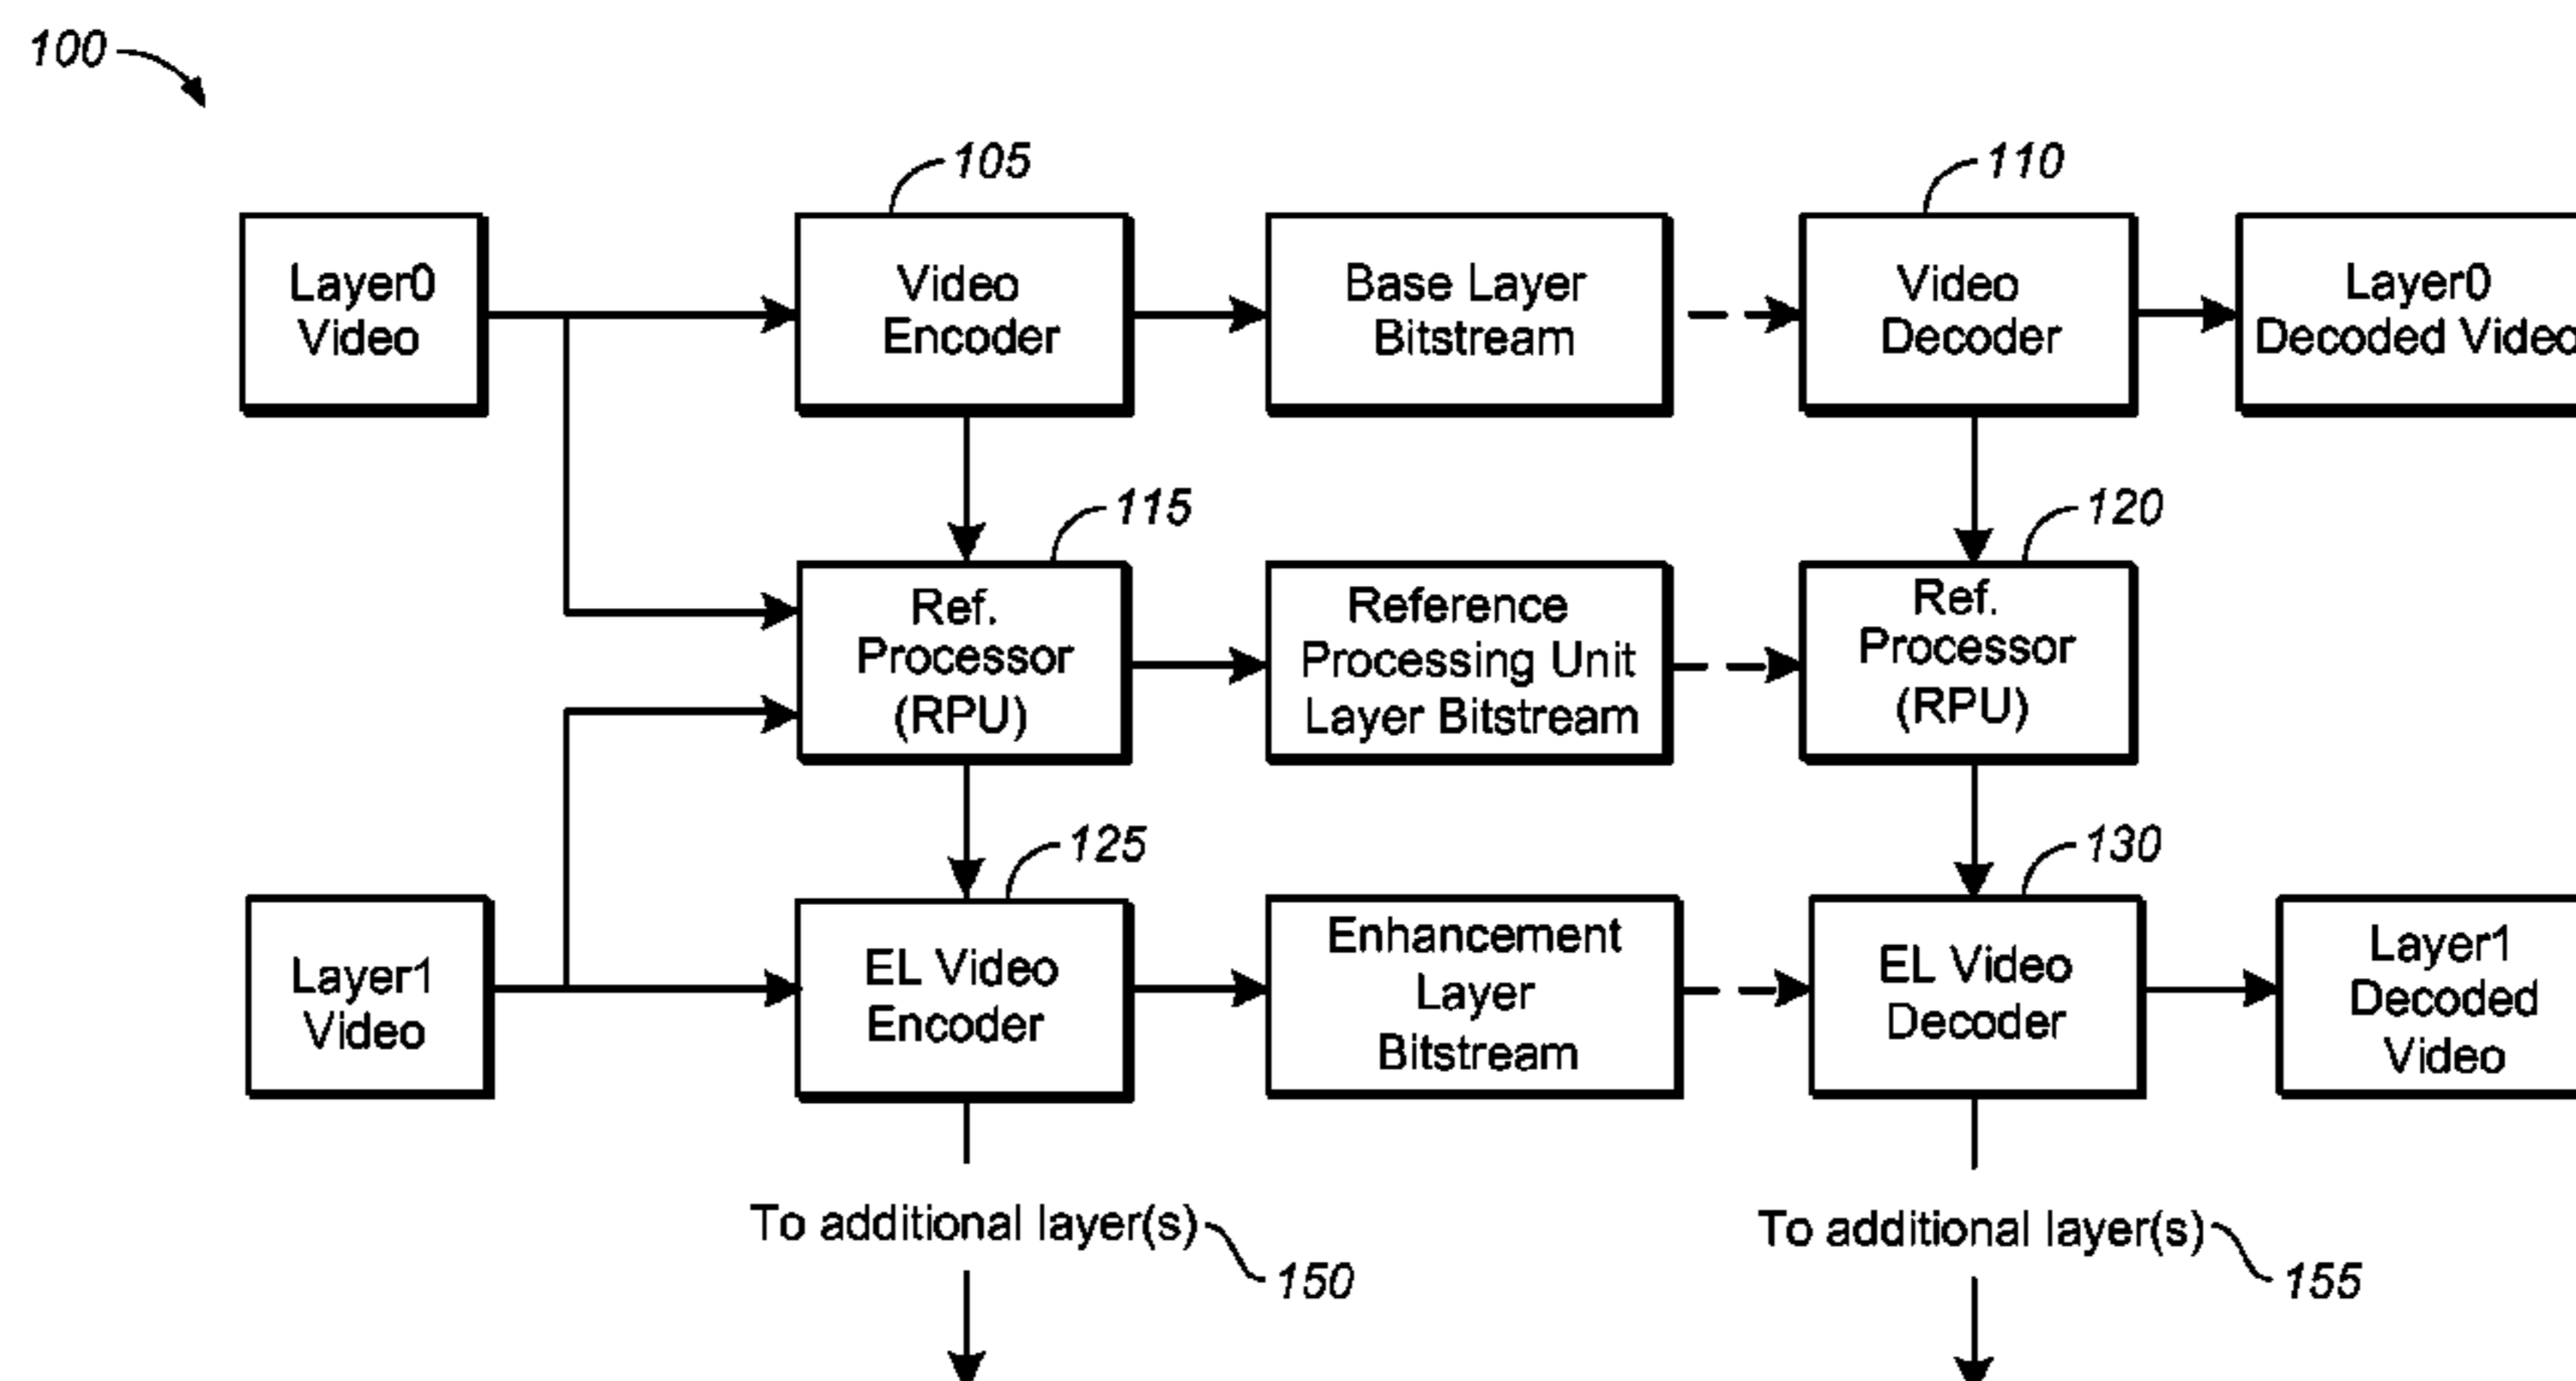 100
105
110
Layer0
Video
Video
Encoder
Base Layer
Bitstream
Video
Decoder
Layer0
Decoded Video
115
120
Ref.
Processor
(RPU)
Reference
Processing Unit
Layer Bitstream
Ref.
Processor
(RPU)
125
130
Layer1
Video
EL Video
Encoder
Enhancement
Layer
Bitstream
EL Video
Decoder
Layer1
Decoded
Video
To additional layer(s)
150
To additional layer(s)
155